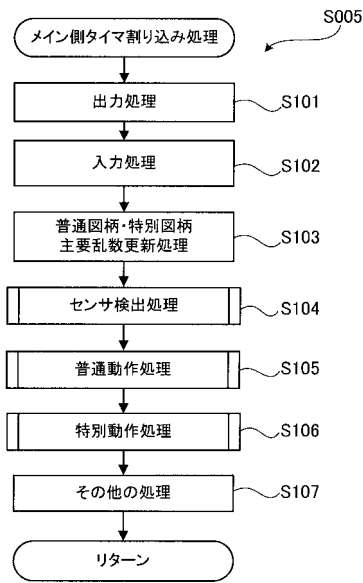 S005
メイン側タイマ割り込み処理
出力処理
S101
入力処理
S102
普通図柄・特別図柄
主要乱数更新処理
S103
センサ検出処理
S104
普通動作処理
S105
特別動作処理
S106
その他の処理
S107
リターン